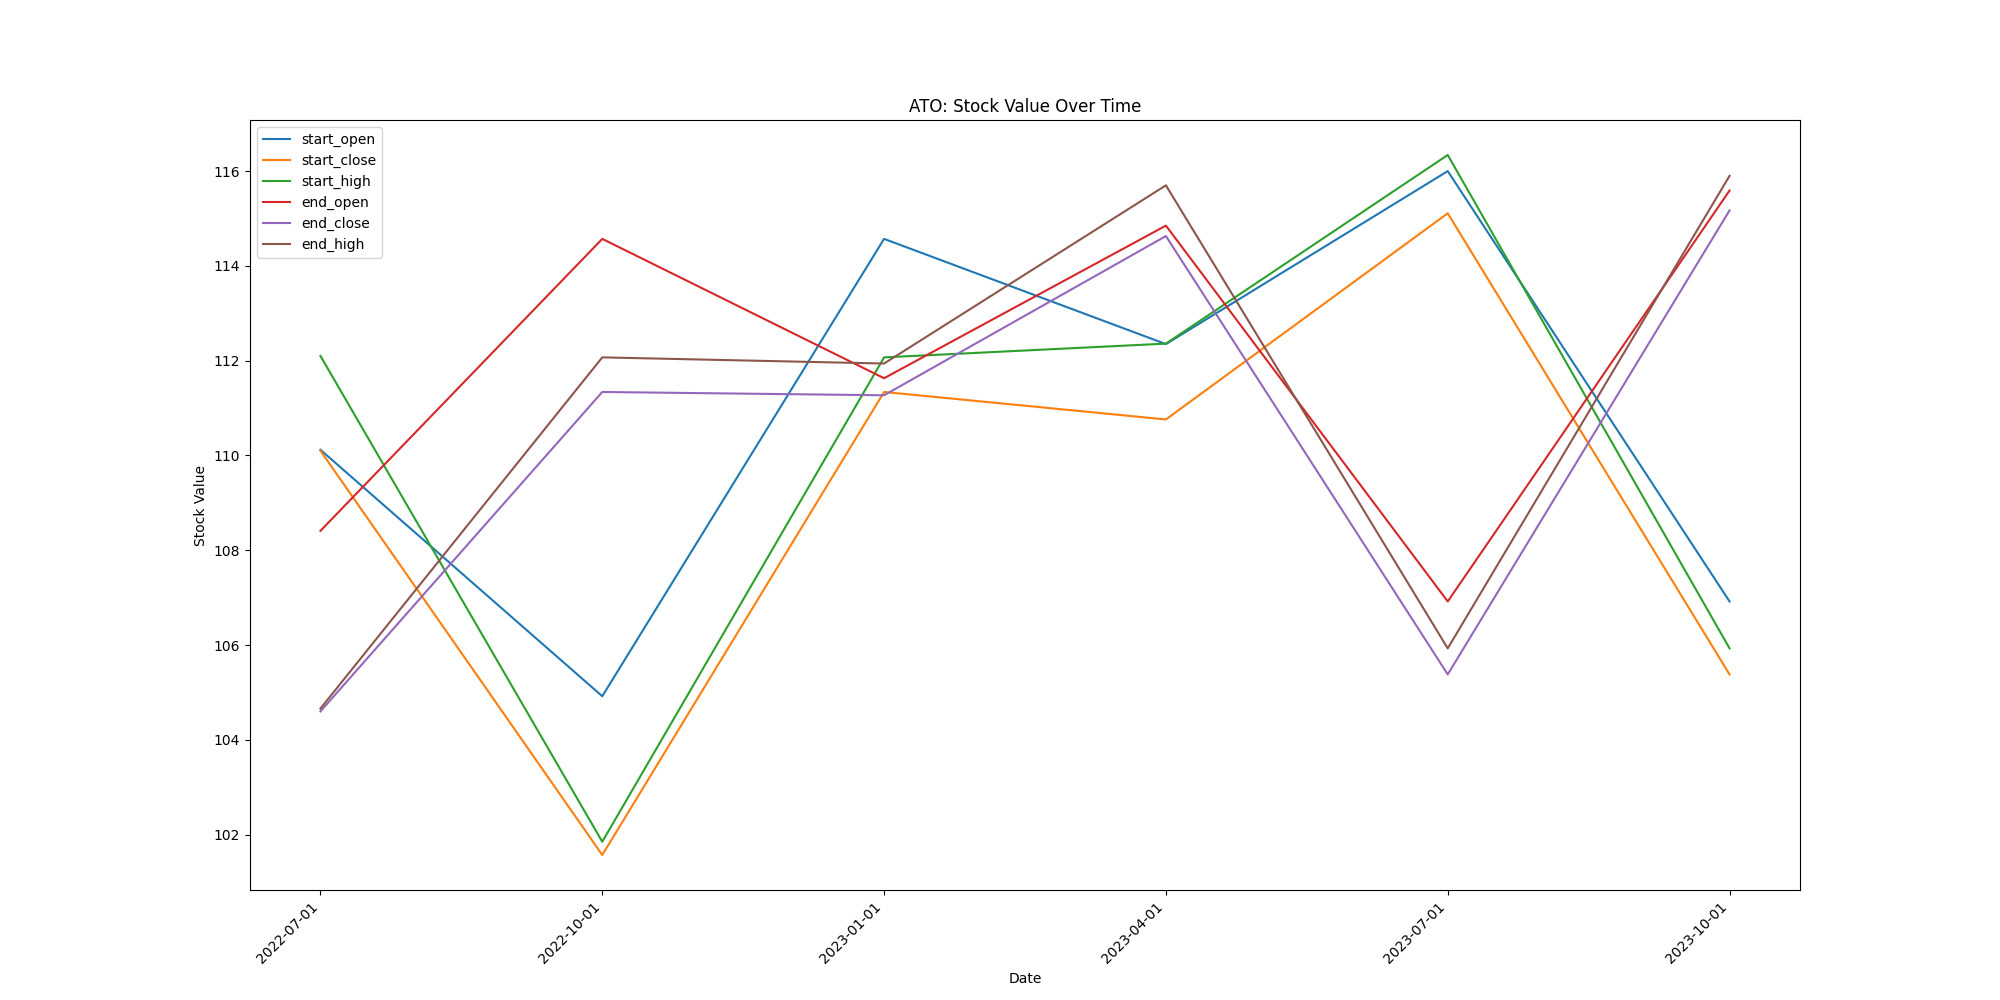 ATO: Stock Value Over Time
start_open
start_close
start_high
end_open
end_close
end_high
Stock Value
116
114
112
110
108
106
104
102
2022-07-01
2022-10-01
2023-01-01
2023-04-01
2023-07-01
2023-10-01
Date